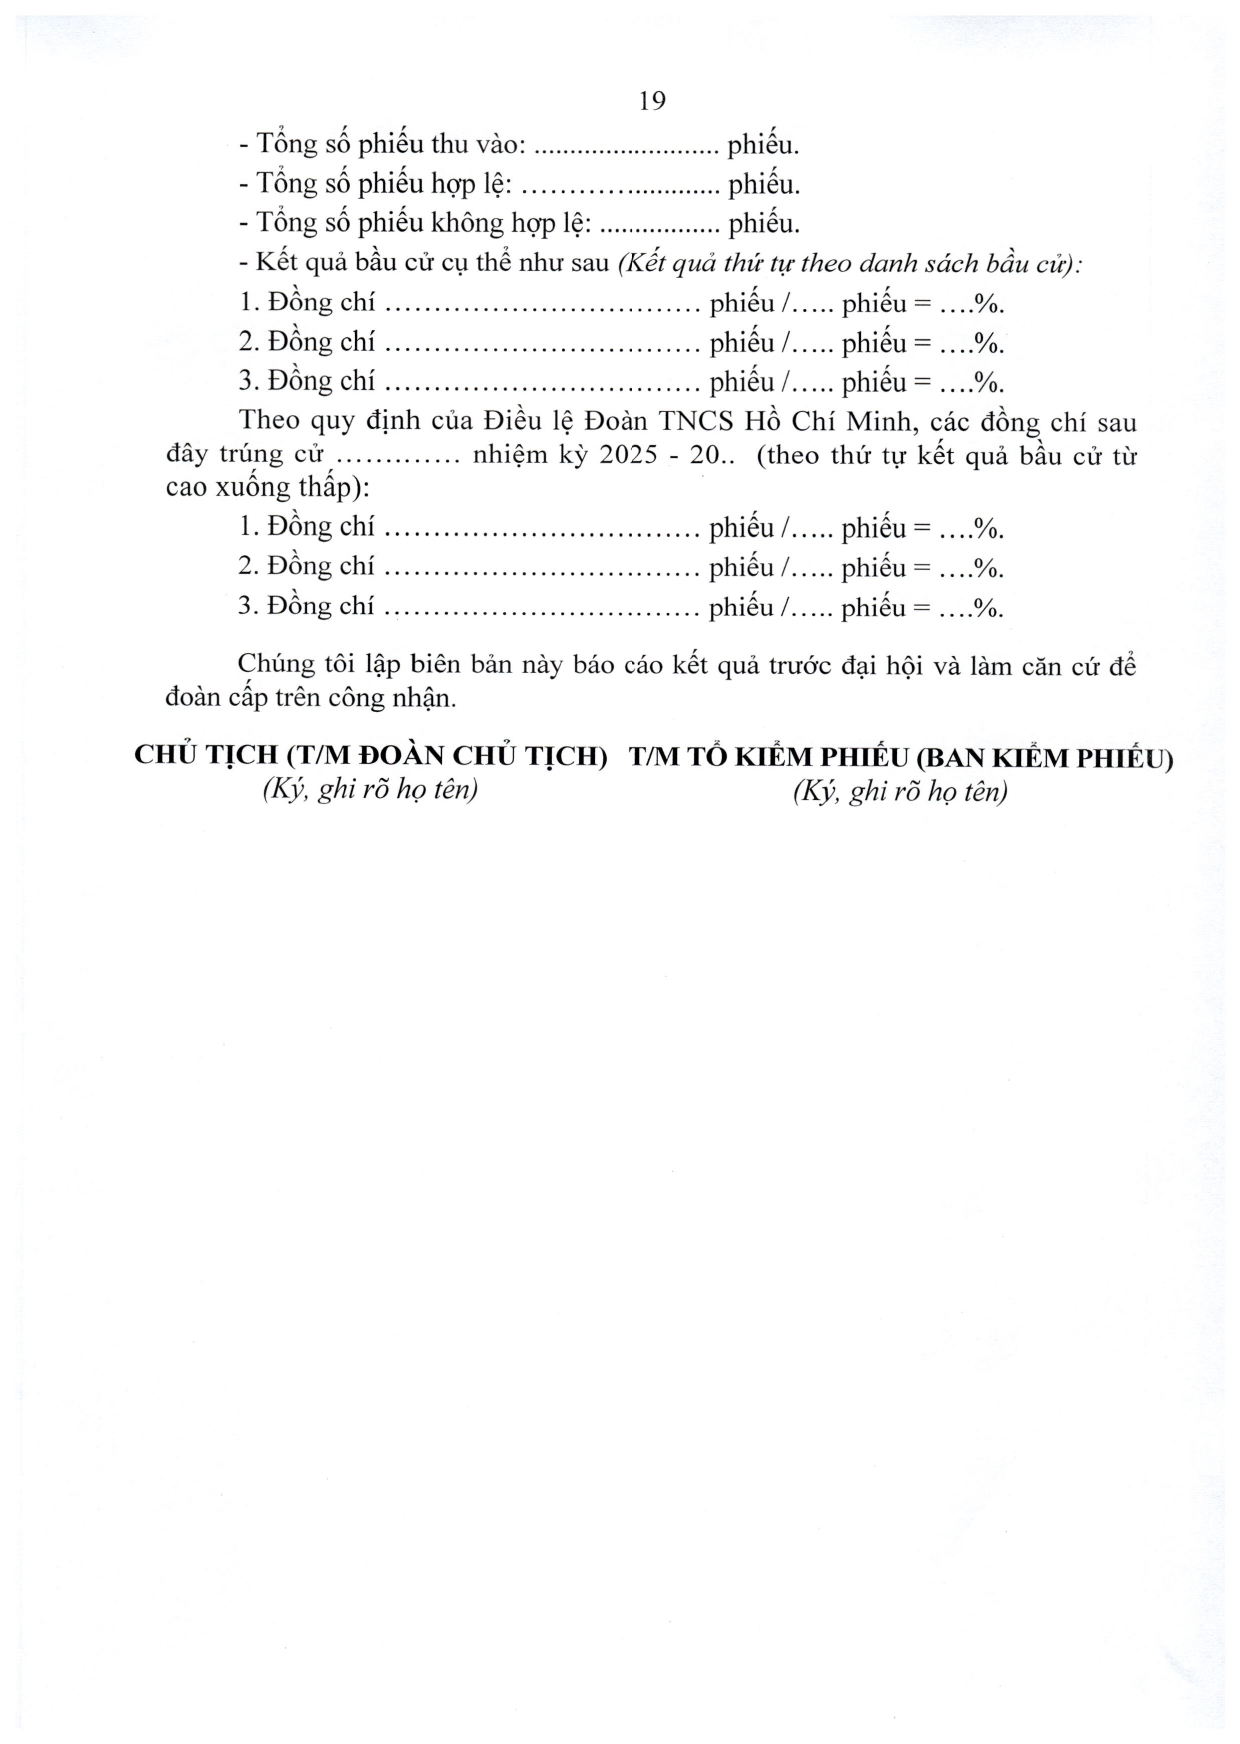 19
- Tổng số phiếu thu vào: .......................... phiếu.
- Tổng số phiếu hợp lệ: ........................... phiếu.
- Tổng số phiếu không hợp lệ: ................. phiếu.
- Kết quả bầu cử cụ thể như sau (Kết quả thứ tự theo danh sách bầu cử):
1. Đồng chí ……………………………. phiếu /….. phiếu = ….%.
2. Đồng chí ……………………………. phiếu /….. phiếu = ….%.
3. Đồng chí ……………………………. phiếu /….. phiếu = ….%.
Theo quy định của Điều lệ Đoàn TNCS Hồ Chí Minh, các đồng chí sau
đây trúng cử …………. nhiệm kỳ 2025 - 20.. (theo thứ tự kết quả bầu cử từ
cao xuống thấp):
1. Đồng chí ……………………………. phiếu /….. phiếu = ….%.
2. Đồng chí ……………………………. phiếu /….. phiếu = ….%.
3. Đồng chí ……………………………. phiếu /….. phiếu = ….%.
Chúng tôi lập biên bản này báo cáo kết quả trước đại hội và làm căn cứ để
đoàn cấp trên công nhận.
CHỦ TỊCH (T/M ĐOÀN CHỦ TỊCH) T/M TỔ KIỂM PHIẾU (BAN KIỂM PHIẾU)
(Ký, ghi rõ họ tên) (Ký, ghi rõ họ tên)